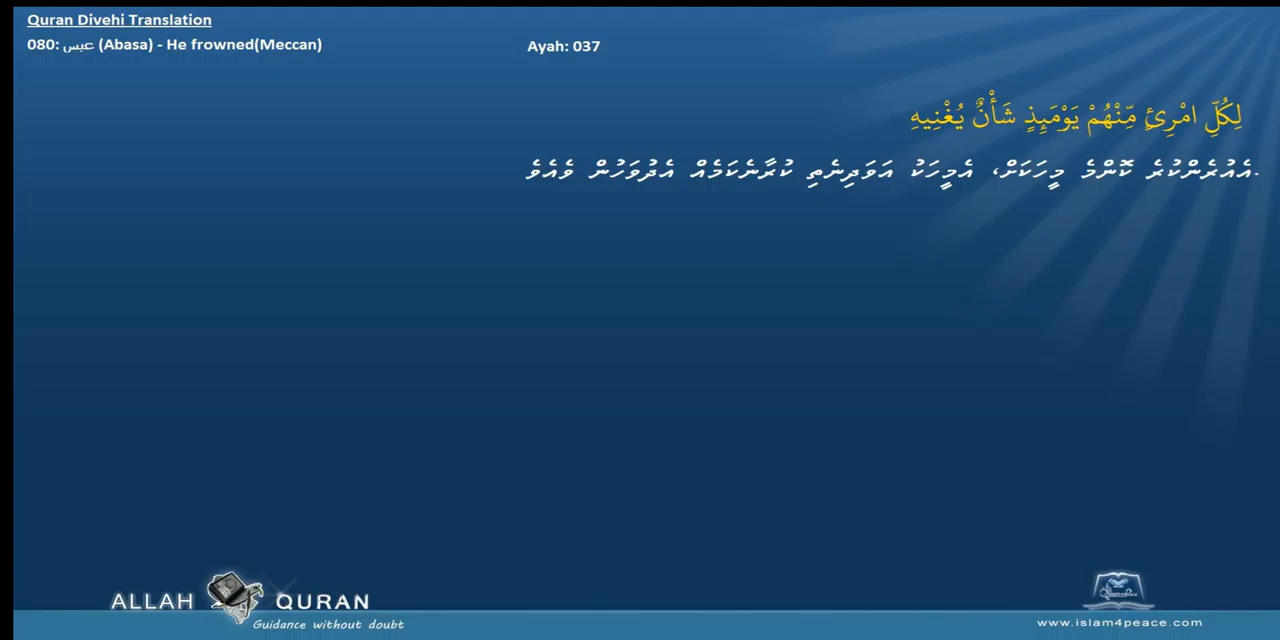 Quran Divehi Translation
080: عبس (Abasa) - He frowned(Meccan)
Ayah: 037
لِكُلِّ امْرِئٍ مِّنْهُمْ يَوْمَئِذٍ شَأْنٌ يُغْنِيهِ
އެއުރެންކުރެ ކޮންމެ މީހަކަށް، އެމީހަކު އަވަދިނެތި ކުރާނެކަމެއް އެދުވަހުން ވެއެވެ.
ALLAH QURAN
Guidance without doubt
www.islam4peace.com